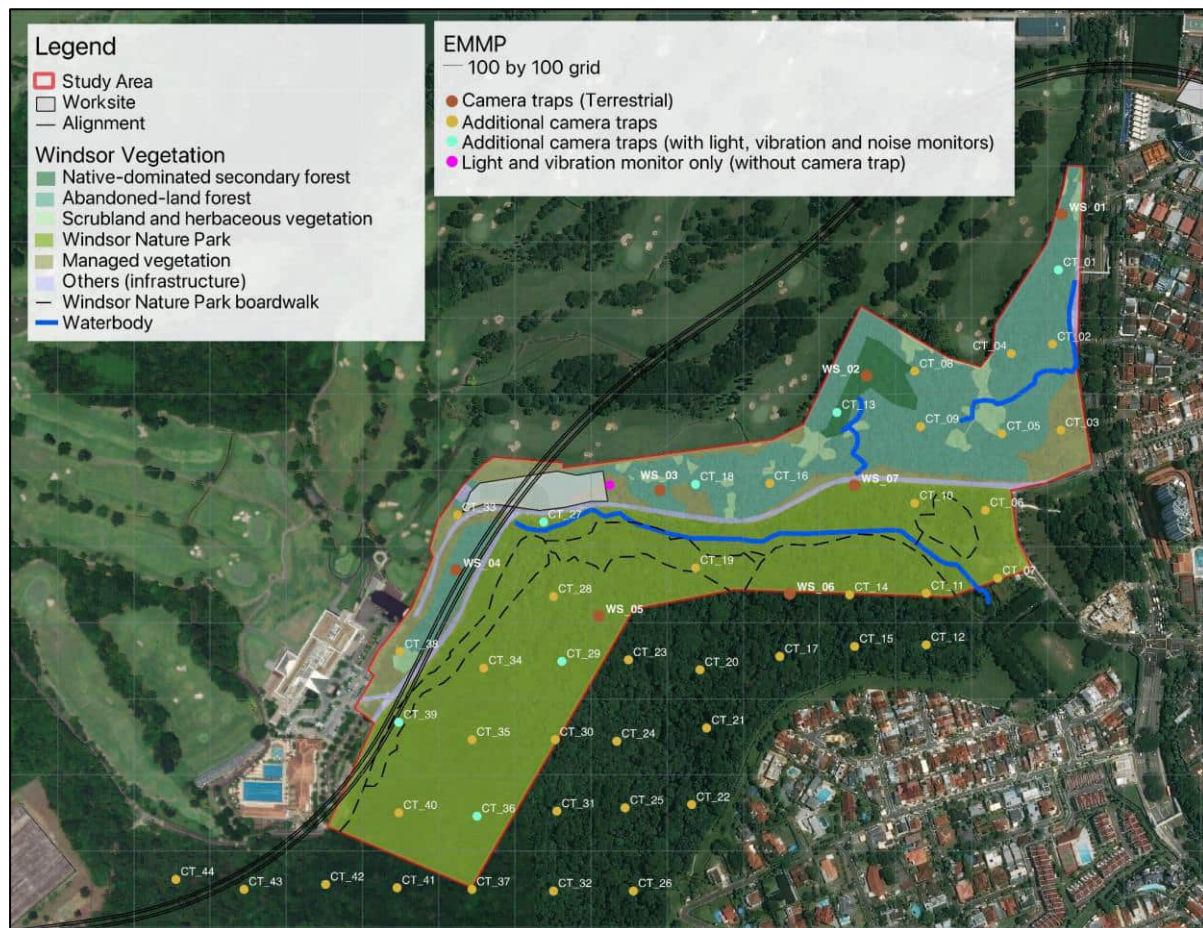 Legend
Study Area
Worksite
Alignment
Windsor Vegetation
Native-dominated secondary forest
Abandoned-land forest
Scrubland and herbaceous vegetation
Windsor Nature Park
Managed vegetation
Others (infrastructure)
Windsor Nature Park boardwalk
Waterbody
EMMP
100 by 100 grid
Camera traps (Terrestrial)
Additional camera traps
Additional camera traps (with light, vibration and noise monitors)
Light and vibration monitor only (without camera trap)
WS_01
CT_01
CT_02
CT_04
CT_08
WS_02
CT_13
CT_09
CT_05
CT_03
WS_03
CT_18
CT_16
WS_07
CT_10
CT_06
CT_33
CT_27
WS_04
CT_19
CT_07
CT_28
WS_06
CT_14
CT_11
WS_05
CT_38
CT_34
CT_29
CT_23
CT_20
CT_17
CT_15
CT_12
CT_39
CT_35
CT_30
CT_24
CT_21
CT_40
CT_36
CT_31
CT_25
CT_22
CT_44
CT_43
CT_42
CT_41
CT_37
CT_32
CT_26